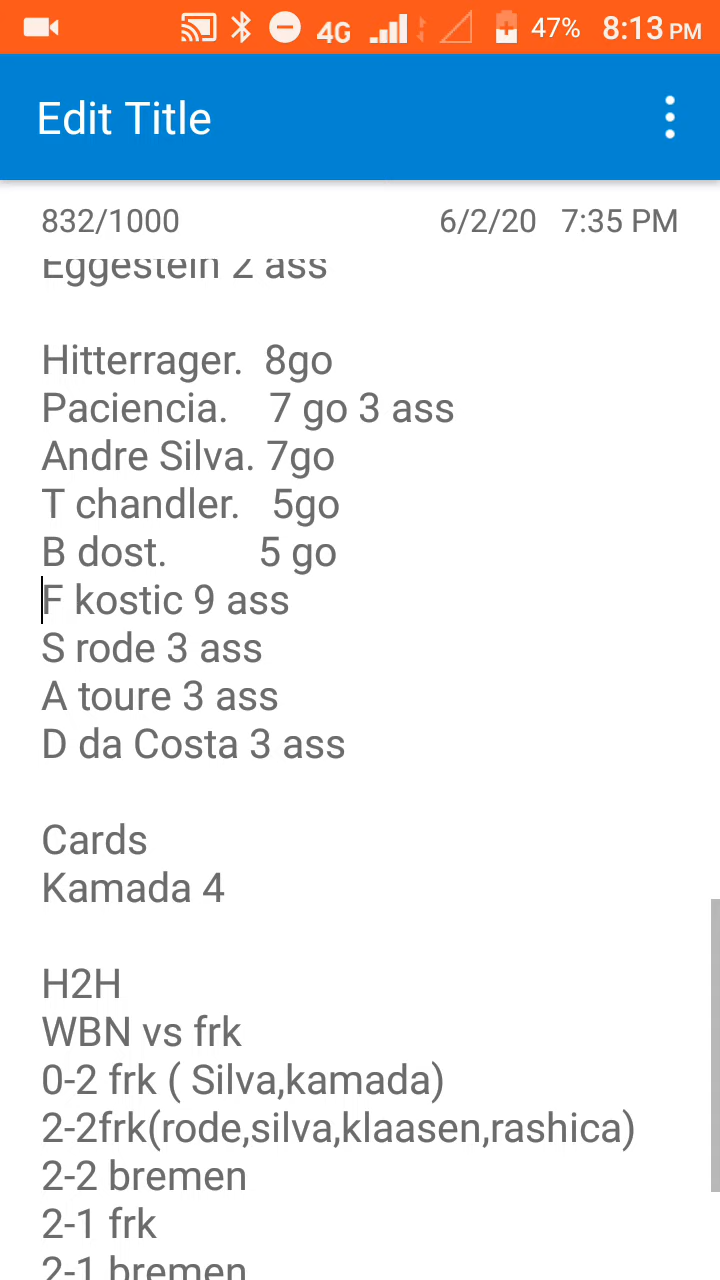 4G 47% 8:13 PM
Edit Title
832/1000 6/2/20 7:35 PM
Eggestein 2 ass
Hitterrager. 8go
Paciencia. 7 go 3 ass
Andre Silva. 7go
T chandler. 5go
B dost. 5 go
F kostic 9 ass
S rode 3 ass
A toure 3 ass
D da Costa 3 ass
Cards
Kamada 4
H2H
WBN vs frk
0-2 frk ( Silva,kamada)
2-2frk(rode,silva,klaasen,rashica)
2-2 bremen
2-1 frk
2-1 bremen